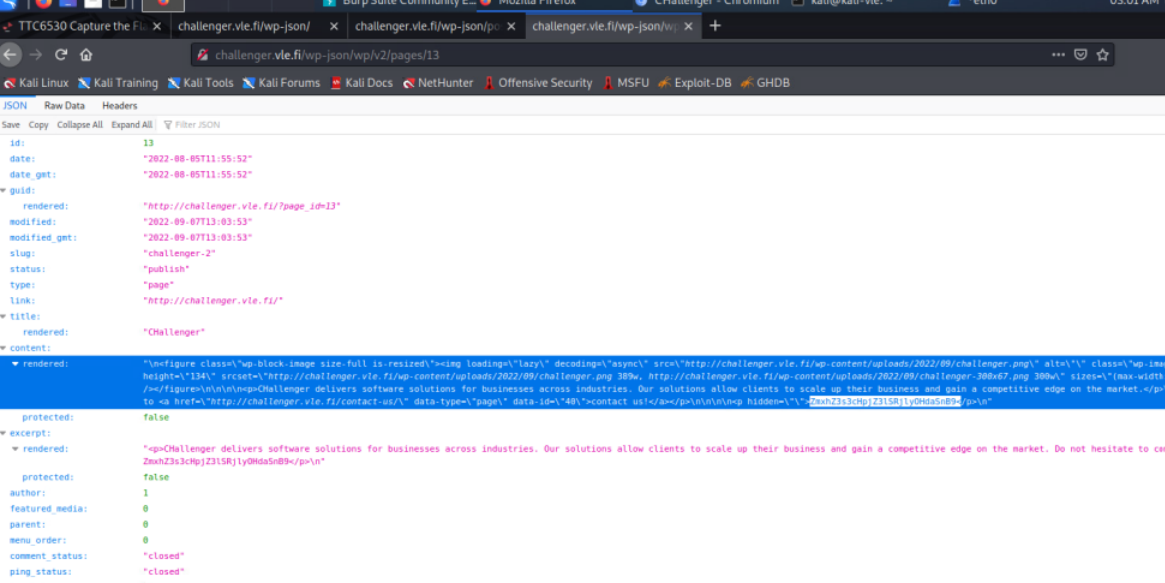 Burp Suite Community E... Mozilla Firefox CHallenger - Chromium kali@kali-vle: ~ ~etno 03:01 AM
TTC6530 Capture the Fla challenger.vle.fi/wp-json/ challenger.vle.fi/wp-json/po challenger.vle.fi/wp-json/wp
challenger.vle.fi/wp-json/wp/v2/pages/13
Kali Linux Kali Training Kali Tools Kali Forums Kali Docs NetHunter Offensive Security MSFU Exploit-DB GHDB
JSON Raw Data Headers
Save Copy Collapse All Expand All Filter JSON
id: 13
date: "2022-08-05T11:55:52"
date_gmt: "2022-08-05T11:55:52"
guid:
rendered: "http://challenger.vle.fi/?page_id=13"
modified: "2022-09-07T13:03:53"
modified_gmt: "2022-09-07T13:03:53"
slug: "challenger-2"
status: "publish"
type: "page"
link: "http://challenger.vle.fi/"
title:
rendered: "CHallenger"
content:
rendered: "\n<figure class=\"wp-block-image size-full is-resized\"><img loading=\"lazy\" decoding=\"async\" src=\"http://challenger.vle.fi/wp-content/uploads/2022/09/challenger.png\" alt=\"\" class=\"wp-ima
height=\"134\" srcset=\"http://challenger.vle.fi/wp-content/uploads/2022/09/challenger.png 389w, http://challenger.vle.fi/wp-content/uploads/2022/09/challenger-300x67.png 300w\" sizes=\"(max-width
/></figure>\n\n\n\n<p>CHallenger delivers software solutions for businesses across industries. Our solutions allow clients to scale up their business and gain a competitive edge on the market.</p>
to <a href=\"http://challenger.vle.fi/contact-us/\" data-type=\"page\" data-id=\"40\">contact us!</a></p>\n\n\n\n\n<p hidden=\"\">ZmxhZ3s3cHpjZ3lSRjlyOHdaSnB9</p>\n"
protected: false
excerpt:
rendered: "<p>CHallenger delivers software solutions for businesses across industries. Our solutions allow clients to scale up their business and gain a competitive edge on the market. Do not hesitate to co
ZmxhZ3s3cHpjZ3lSRjlyOHdaSnB9</p>\n"
protected: false
author: 1
featured_media: 0
parent: 0
menu_order: 0
comment_status: "closed"
ping_status: "closed"